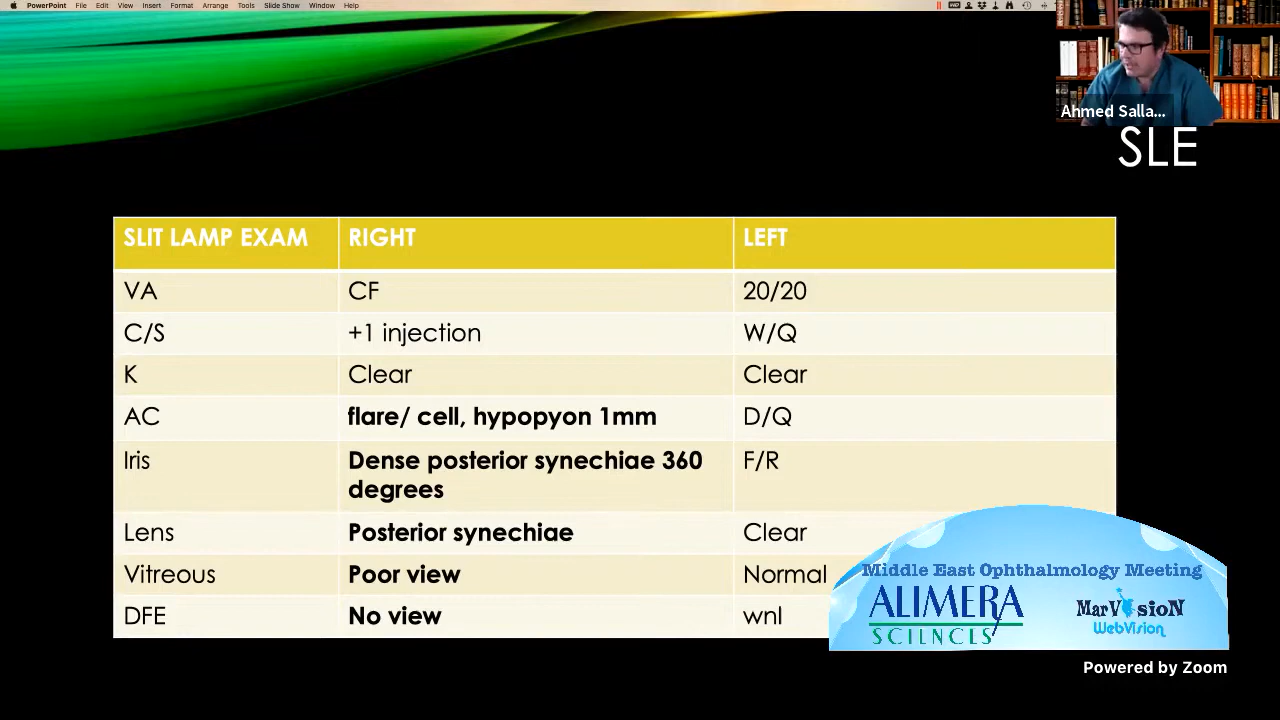 PowerPoint File Edit View Insert Format Arrange Tools Slide Show Window Help
Ahmed Salla...
SLE
SLIT LAMP EXAM RIGHT LEFT
VA CF 20/20
C/S +1 injection W/Q
K Clear Clear
AC flare/ cell, hypopyon 1mm D/Q
Iris Dense posterior synechiae 360 F/R
degrees
Lens Posterior synechiae Clear
Vitreous Poor view Normal
DFE No view wnl
Middle East Ophthalmology Meeting
ALIMERA MarVisioN
SCIENCES WebVision
Powered by Zoom